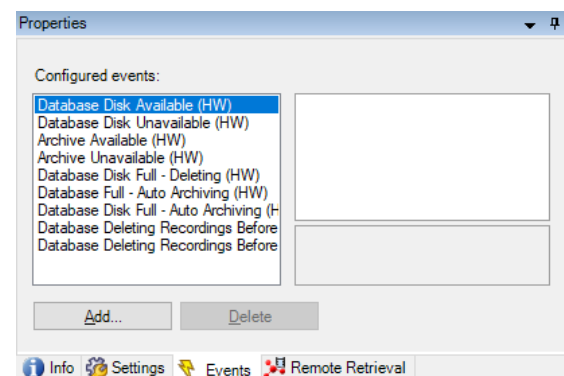 Properties
Configured events:
Database Disk Available (HW)
Database Disk Unavailable (HW)
Archive Available (HW)
Archive Unavailable (HW)
Database Disk Full - Deleting (HW)
Database Full - Auto Archiving (HW)
Database Disk Full - Auto Archiving (H
Database Deleting Recordings Before
Database Deleting Recordings Before
Add... Delete
Info Settings Events Remote Retrieval